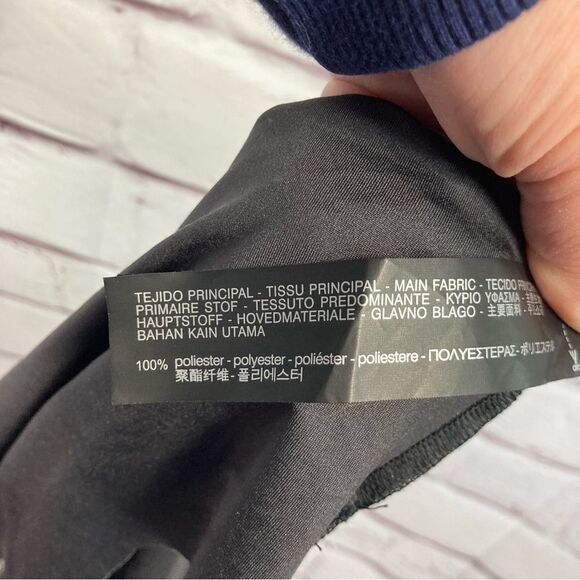 TEJIDO PRINCIPAL - TISSU PRINCIPAL - MAIN FABRIC - TECIDO
PRIMAIRE STOF - TESSUTO PREDOMINANTE - ΚΥΡΙΟ ΥΦΑΣΜΑ -
HAUPTSTOFF - HOVEDMATERIALE - GLAVNO BLAGO - 主要面料 -
BAHAN KAIN UTAMA
100% poliester - polyester - poliéster - poliestere - ΠΟΛΥΕΣΤΕΡΑΣ - ポリエステル
聚酯纤维 - 폴리에스터